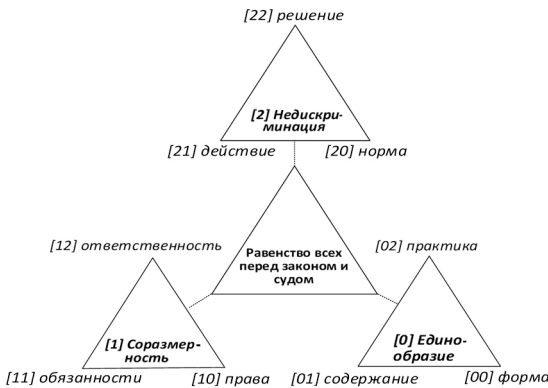 [22] решение
[2] Недискри-
минация
[21] действие
[20] норма
[12] ответственность
[02] практика
Равенство всех
перед законом и
судом
[1] Соразмер-
ность
[0] Едино-
образие
[11] обязанности
[10] права
[01] содержание
[00] форма